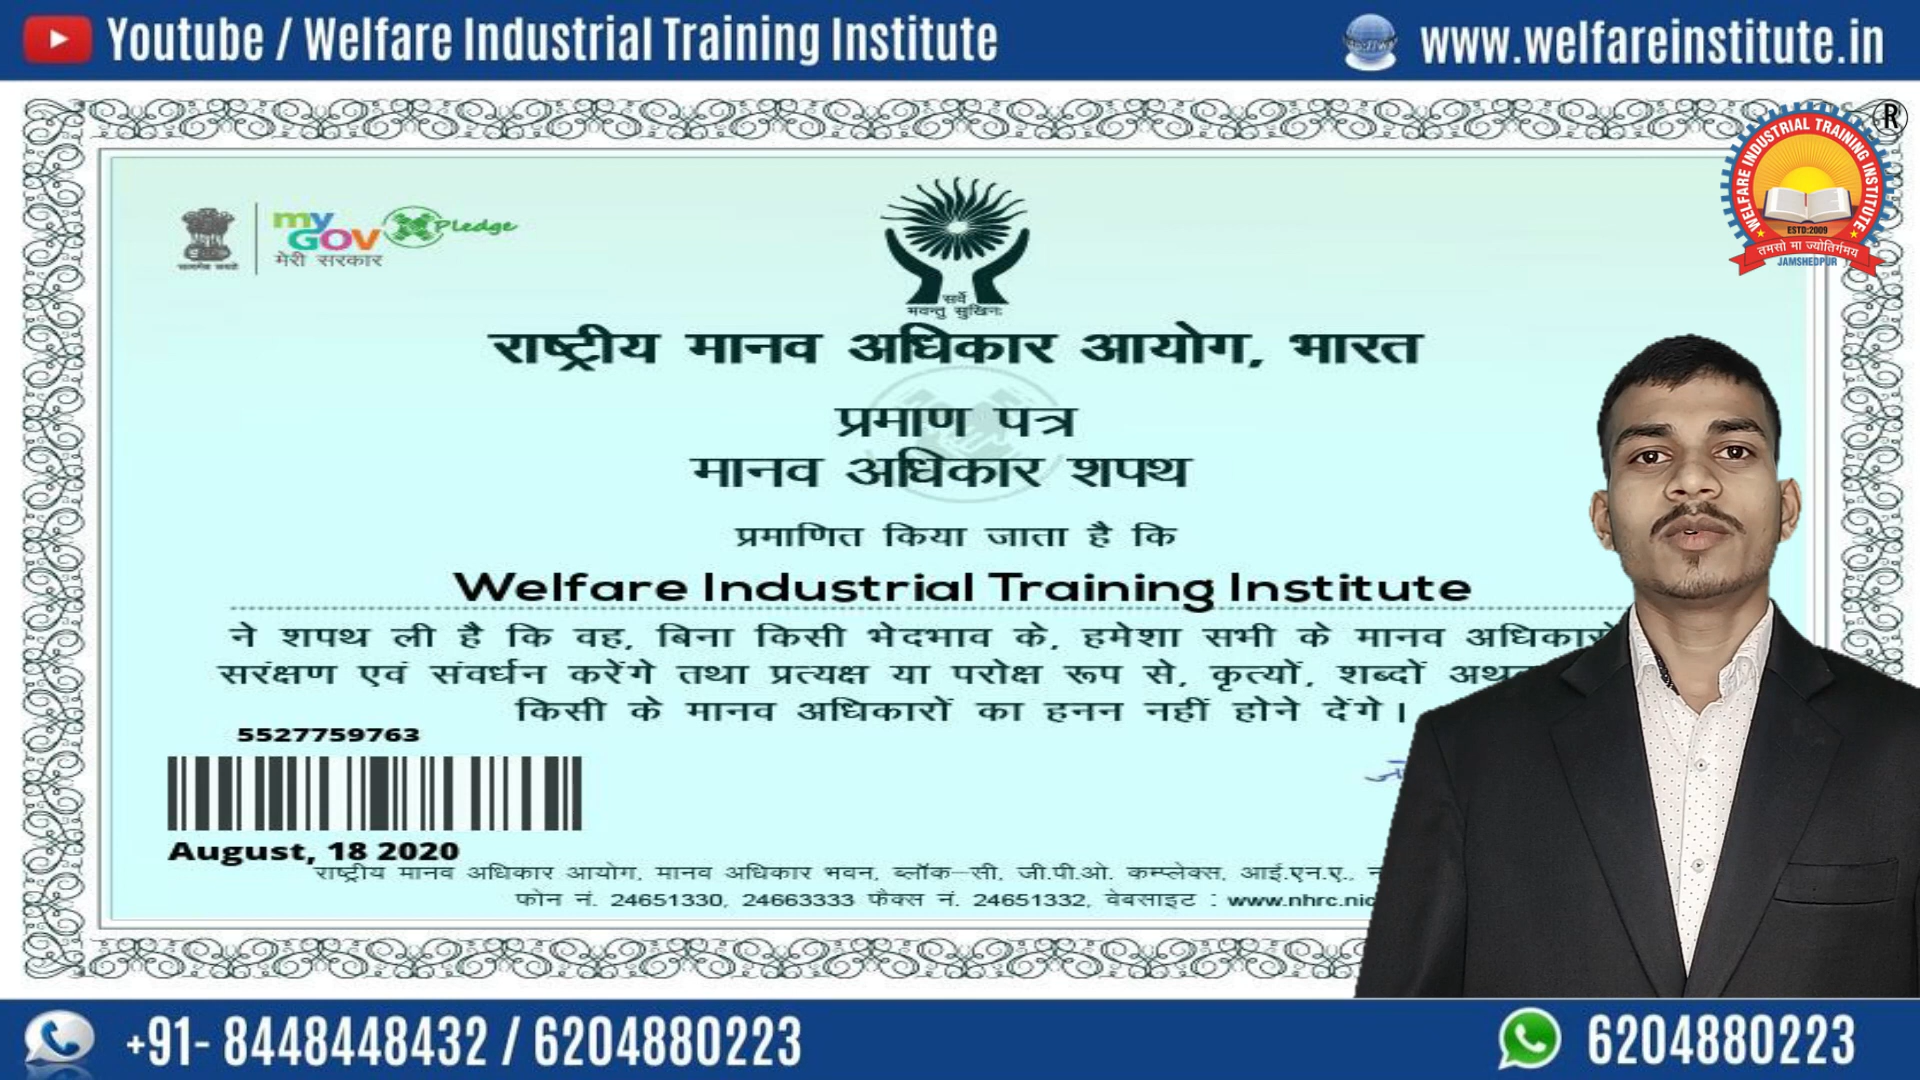 Youtube / Welfare Industrial Training Institute
www.welfareinstitute.in
R
WELFARE INDUSTRIAL TRAINING INSTITUTE
ESTD:2009
तमसो मा ज्योतिर्गमय
JAMSHEDPUR
my
GOV
मेरी सरकार
Pledge
सर्वे
भवन्तु सुखिनः
राष्ट्रीय मानव अधिकार आयोग, भारत
प्रमाण पत्र
मानव अधिकार शपथ
प्रमाणित किया जाता है कि
Welfare Industrial Training Institute
ने शपथ ली है कि वह, बिना किसी भेदभाव के, हमेशा सभी के मानव
सरंक्षण एवं संवर्धन करेंगे तथा प्रत्यक्ष या परोक्ष रूप से, कृत्यों, शब्दों
किसी के मानव अधिकारों का हनन नहीं होने देंगे।
5527759763
August, 18 2020
राष्ट्रीय मानव अधिकार आयोग, मानव अधिकार भवन, ब्लॉक-सी, जी.पी.ओ. कम्प्लेक्स, आई.एन.ए.,
फोन नं. 24651330, 24663333 फैक्स नं. 24651332, वेबसाइट : www.nhrc.nic
+91- 8448448432 / 6204880223
6204880223